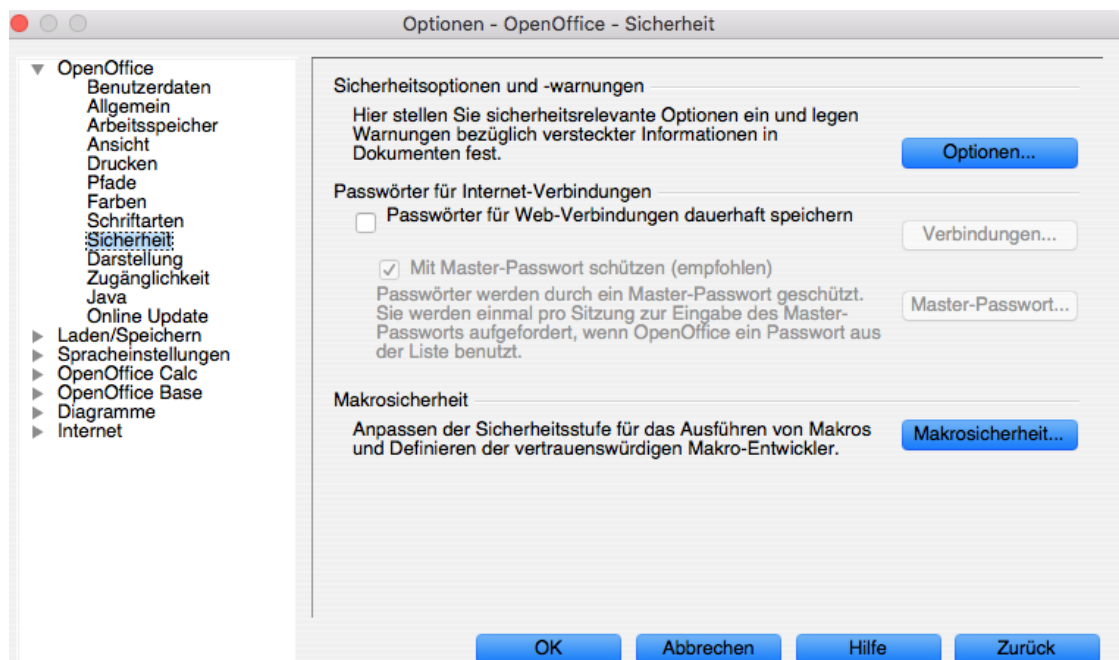 Optionen - OpenOffice - Sicherheit
OpenOffice
Benutzerdaten
Allgemein
Arbeitsspeicher
Ansicht
Drucken
Pfade
Farben
Schriftarten
Sicherheit
Darstellung
Zugänglichkeit
Java
Online Update
Laden/Speichern
Spracheinstellungen
OpenOffice Calc
OpenOffice Base
Diagramme
Internet
Sicherheitsoptionen und -warnungen
Hier stellen Sie sicherheitsrelevante Optionen ein und legen
Warnungen bezüglich versteckter Informationen in
Dokumenten fest.
Optionen...
Passwörter für Internet-Verbindungen
Passwörter für Web-Verbindungen dauerhaft speichern
Verbindungen...
Mit Master-Passwort schützen (empfohlen)
Passwörter werden durch ein Master-Passwort geschützt.
Sie werden einmal pro Sitzung zur Eingabe des Master-
Passworts aufgefordert, wenn OpenOffice ein Passwort aus
der Liste benutzt.
Master-Passwort...
Makrosicherheit
Anpassen der Sicherheitsstufe für das Ausführen von Makros
und Definieren der vertrauenswürdigen Makro-Entwickler.
Makrosicherheit...
OK
Abbrechen
Hilfe
Zurück